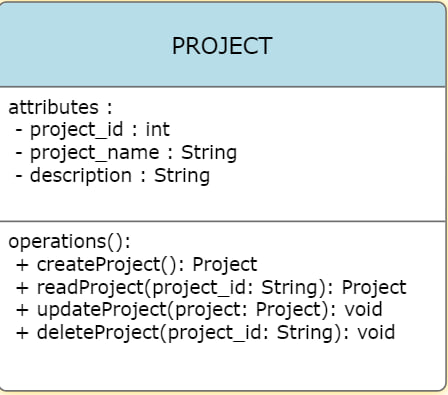 PROJECT
attributes :
- project_id : int
- project_name : String
- description : String
operations():
+ createProject(): Project
+ readProject(project_id: String): Project
+ updateProject(project: Project): void
+ deleteProject(project_id: String): void